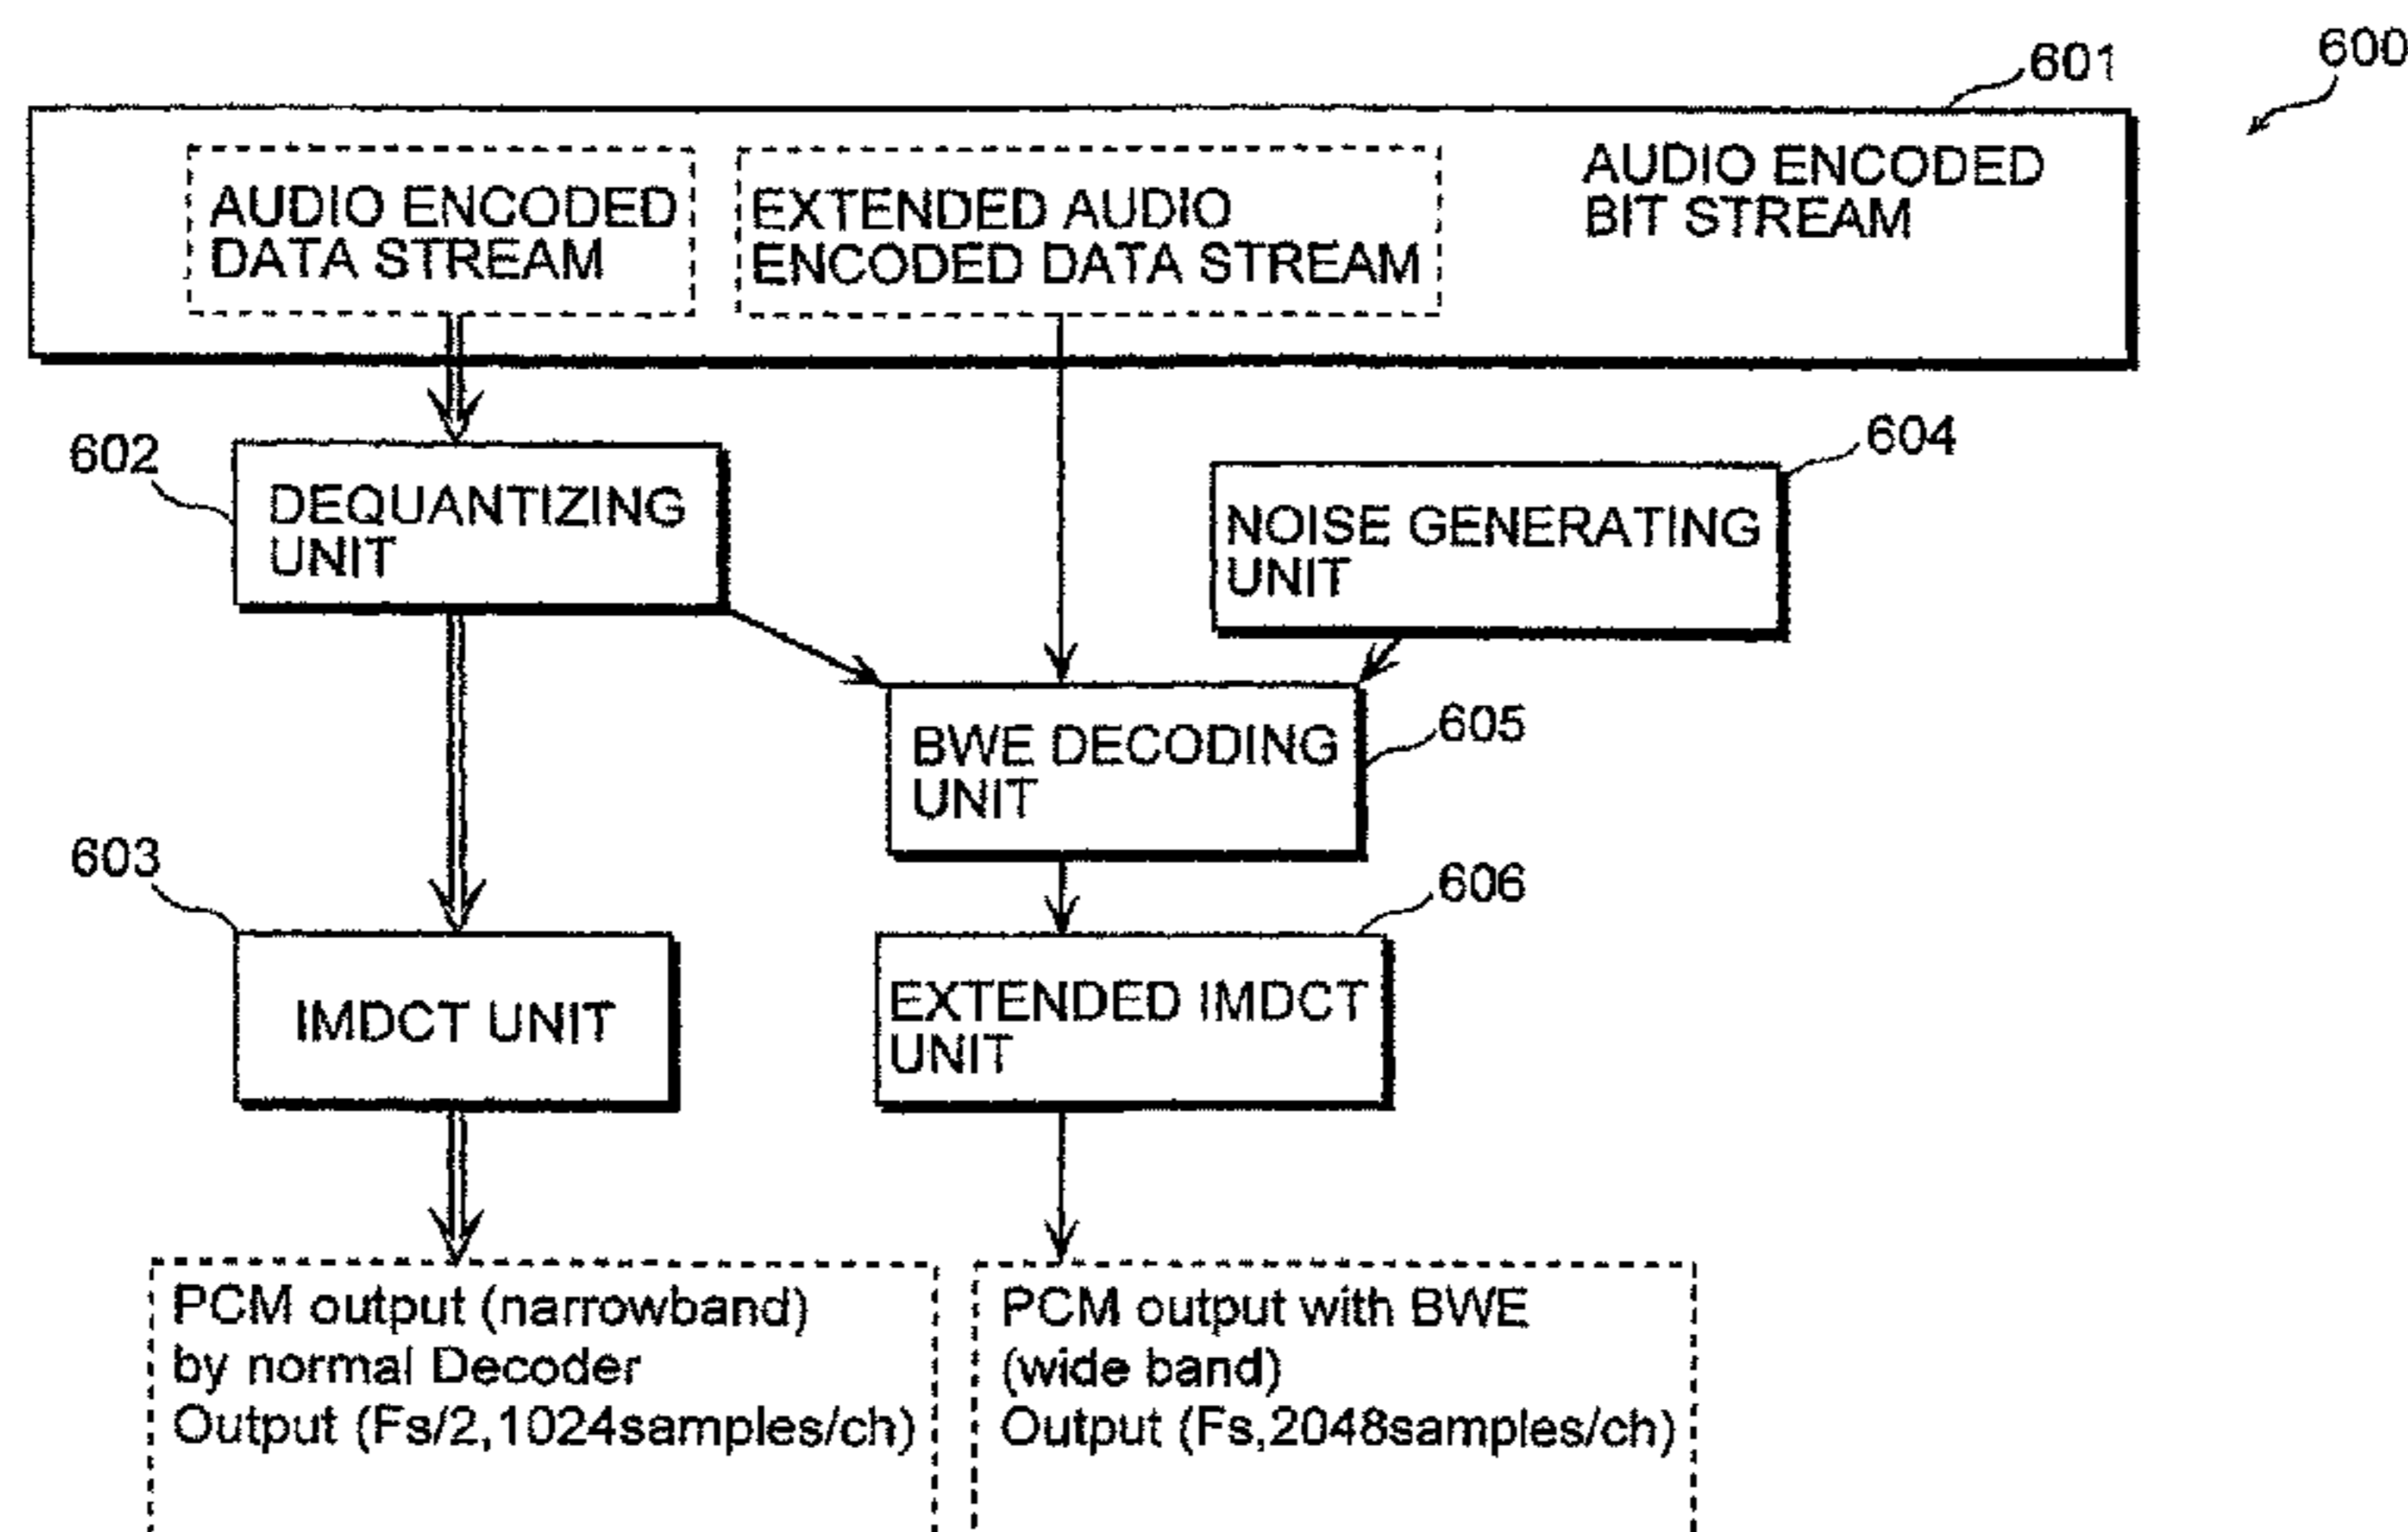 600
601
AUDIO ENCODED
DATA STREAM
EXTENDED AUDIO
ENCODED DATA STREAM
AUDIO ENCODED
BIT STREAM
602
DEQUANTIZING
UNIT
604
NOISE GENERATING
UNIT
605
BWE DECODING
UNIT
603
IMDCT UNIT
606
EXTENDED IMDCT
UNIT
PCM output (narrowband)
by normal Decoder
Output (Fs/2,1024samples/ch)
PCM output with BWE
(wide band)
Output (Fs,2048samples/ch)